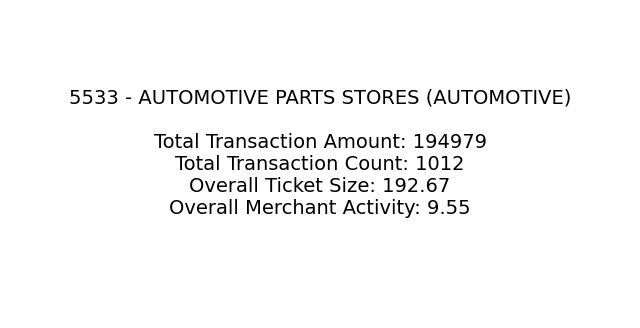 5533 - AUTOMOTIVE PARTS STORES (AUTOMOTIVE)
Total Transaction Amount: 194979
Total Transaction Count: 1012
Overall Ticket Size: 192.67
Overall Merchant Activity: 9.55